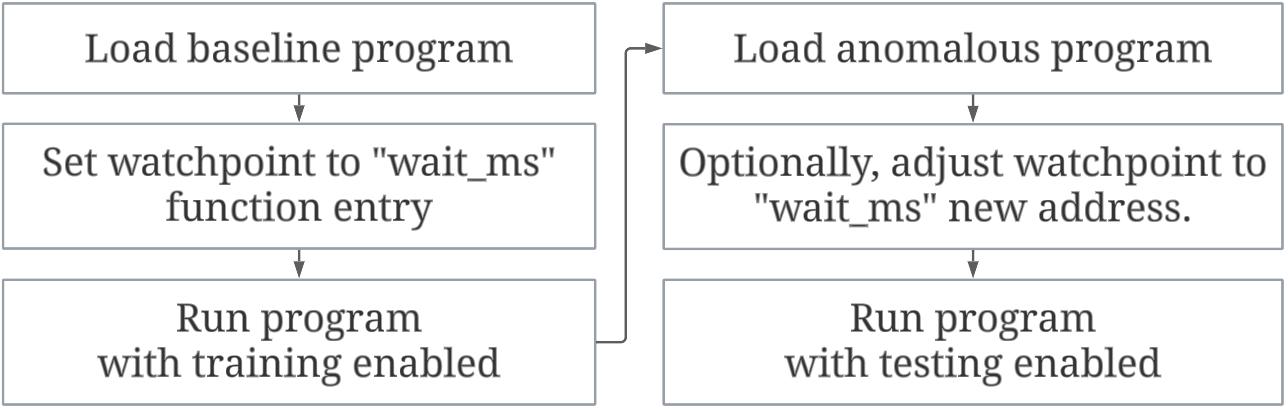 Load baseline program
Set watchpoint to "wait_ms"
function entry
Run program
with training enabled
Load anomalous program
Optionally, adjust watchpoint to
"wait_ms" new address.
Run program
with testing enabled